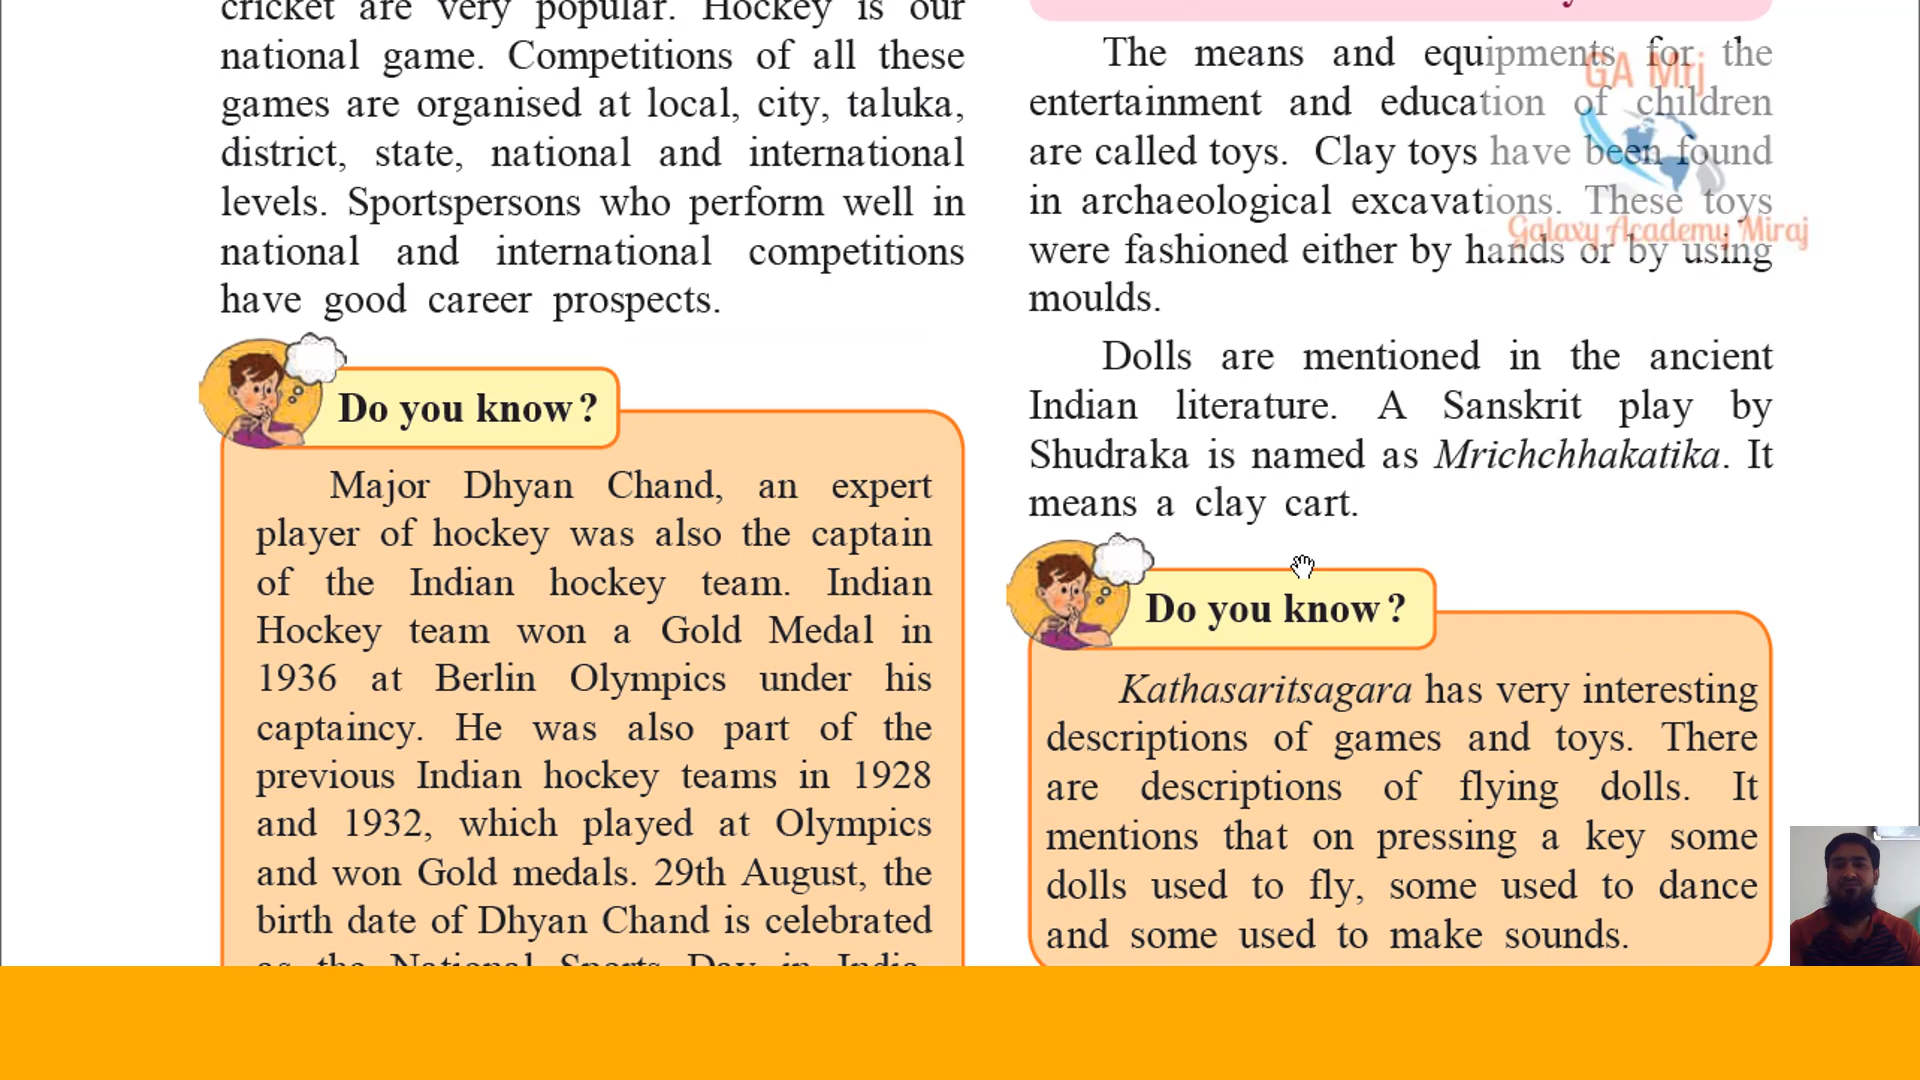 cricket are very popular. Hockey is our
national game. Competitions of all these
games are organised at local, city, taluka,
district, state, national and international
levels. Sportspersons who perform well in
national and international competitions
have good career prospects.
Do you know?
Major Dhyan Chand, an expert
player of hockey was also the captain
of the Indian hockey team. Indian
Hockey team won a Gold Medal in
1936 at Berlin Olympics under his
captaincy. He was also part of the
previous Indian hockey teams in 1928
and 1932, which played at Olympics
and won Gold medals. 29th August, the
birth date of Dhyan Chand is celebrated
as the National Sports Day in India.
The means and equipments for the
entertainment and education of children
are called toys. Clay toys have been found
in archaeological excavations. These toys
were fashioned either by hands or by using
moulds.
Dolls are mentioned in the ancient
Indian literature. A Sanskrit play by
Shudraka is named as Mrichchhakatika. It
means a clay cart.
Do you know?
Kathasaritsagara has very interesting
descriptions of games and toys. There
are descriptions of flying dolls. It
mentions that on pressing a key some
dolls used to fly, some used to dance
and some used to make sounds.
GA Mrj
Galaxy Academy Miraj